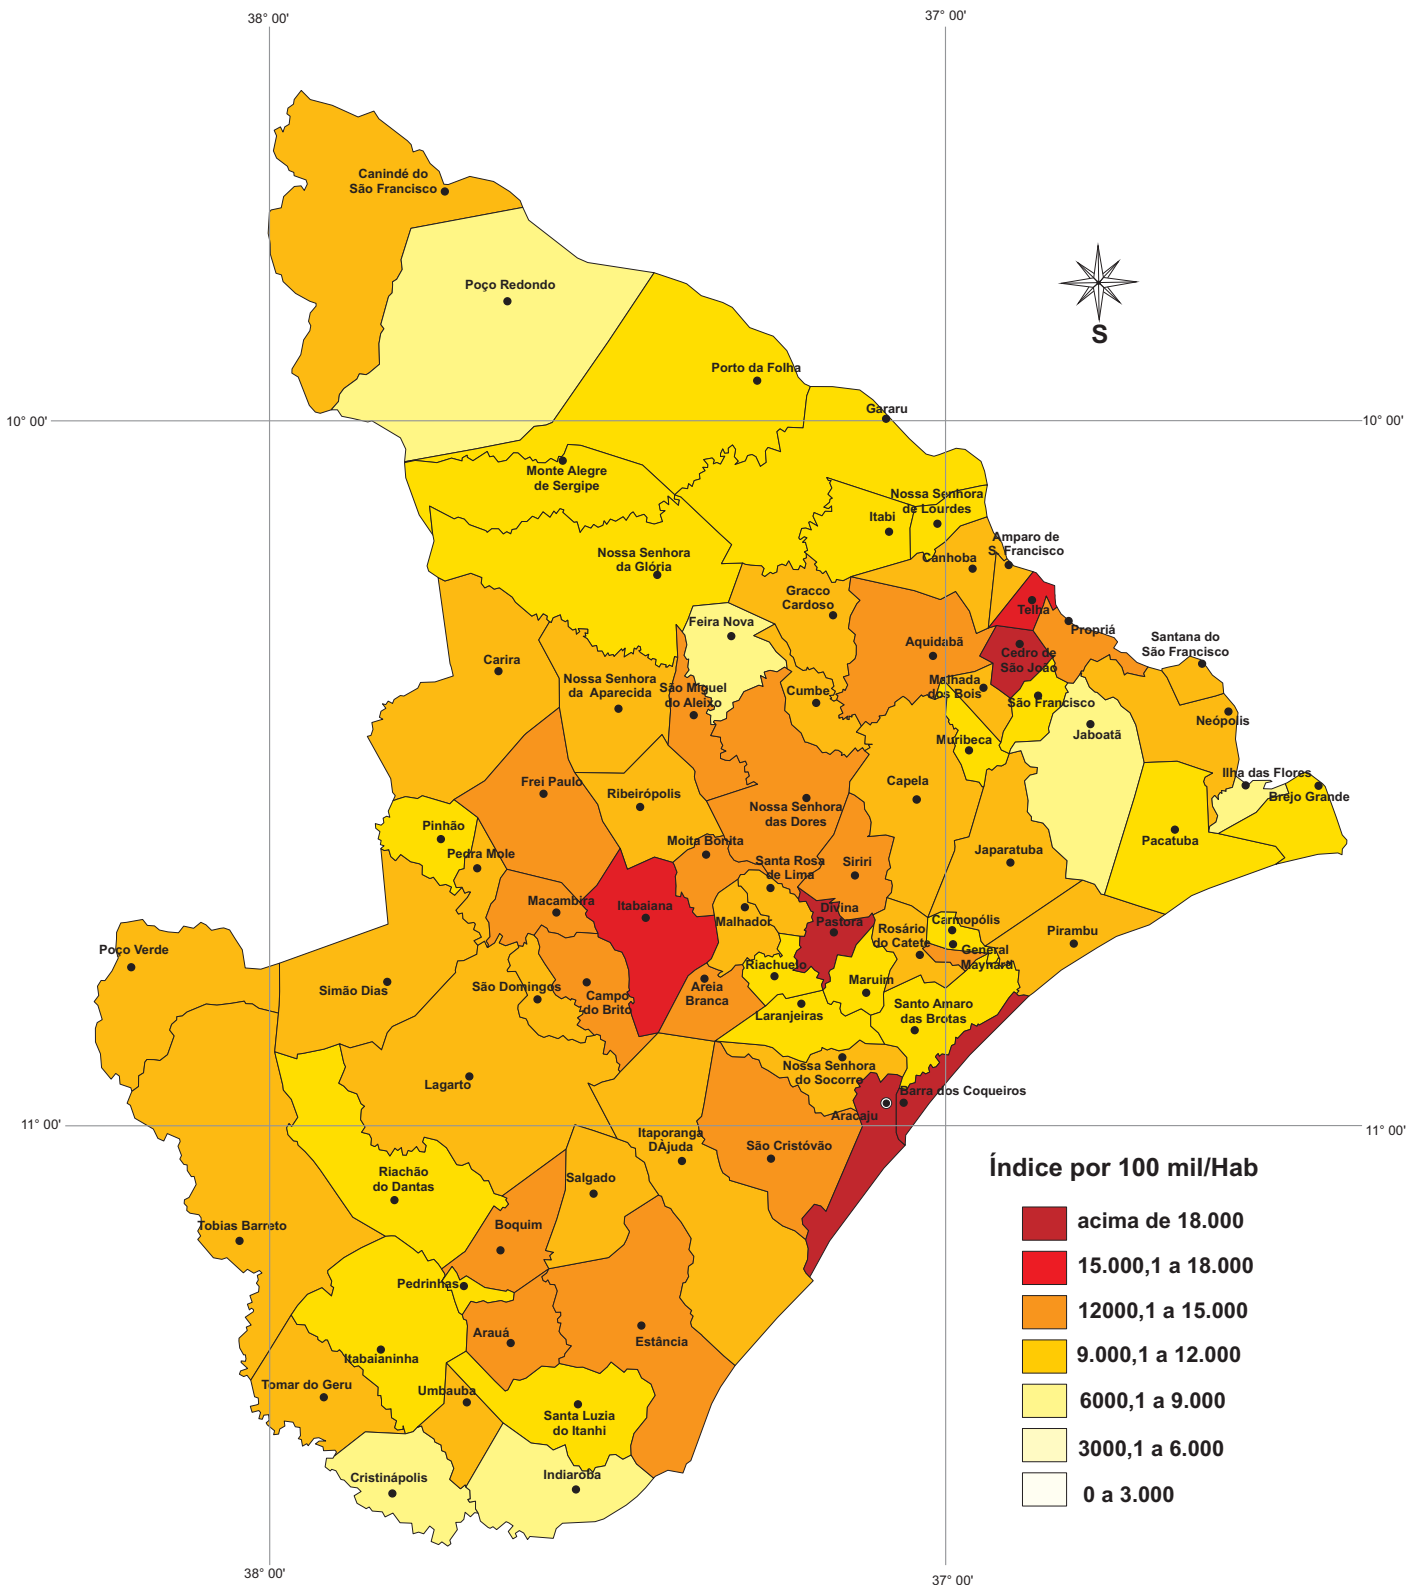 38° 00'
37° 00'
Canindé do
São Francisco
Poço Redondo
S
Porto da Folha
10° 00'
Gararu
10° 00'
Monte Alegre
de Sergipe
Nossa Senhora
de Lourdes
Itabi
Amparo de
S. Francisco
Nossa Senhora
da Glória
Canhoba
Gracco
Cardoso
Telha
Feira Nova
Propriá
Santana do
São Francisco
Aquidabã
Cedro de
São João
Carira
Nossa Senhora
da Aparecida
São Miguel
do Aleixo
Cumbe
Malhada
dos Bois
São Francisco
Neópolis
Jaboatã
Muribeca
Ilha das Flores
Brejo Grande
Frei Paulo
Ribeirópolis
Capela
Nossa Senhora
das Dores
Pinhão
Pacatuba
Moita Bonita
Pedra Mole
Santa Rosa
de Lima
Siriri
Japaratuba
Macambira
Itabaiana
Malhador
Divina
Pastora
Carmopólis
Rosário
do Catete
Pirambu
General
Maynard
Poço Verde
Riachuelo
Maruim
Simão Dias
São Domingos
Campo
do Brito
Areia
Branca
Laranjeiras
Santo Amaro
das Brotas
Nossa Senhora
do Socorro
Lagarto
Barra dos Coqueiros
Aracaju
11° 00'
11° 00'
Itaporanga
DÀjuda
São Cristóvão
Riachão
do Dantas
Salgado
Tobias Barreto
Boquim
Pedrinhas
Arauá
Estância
Itabaianinha
Tomar do Geru
Umbauba
Santa Luzia
do Itanhi
Cristinápolis
Indiaroba
Índice por 100 mil/Hab
acima de 18.000
15.000,1 a 18.000
12000,1 a 15.000
9.000,1 a 12.000
6000,1 a 9.000
3000,1 a 6.000
0 a 3.000
38° 00'
37° 00'